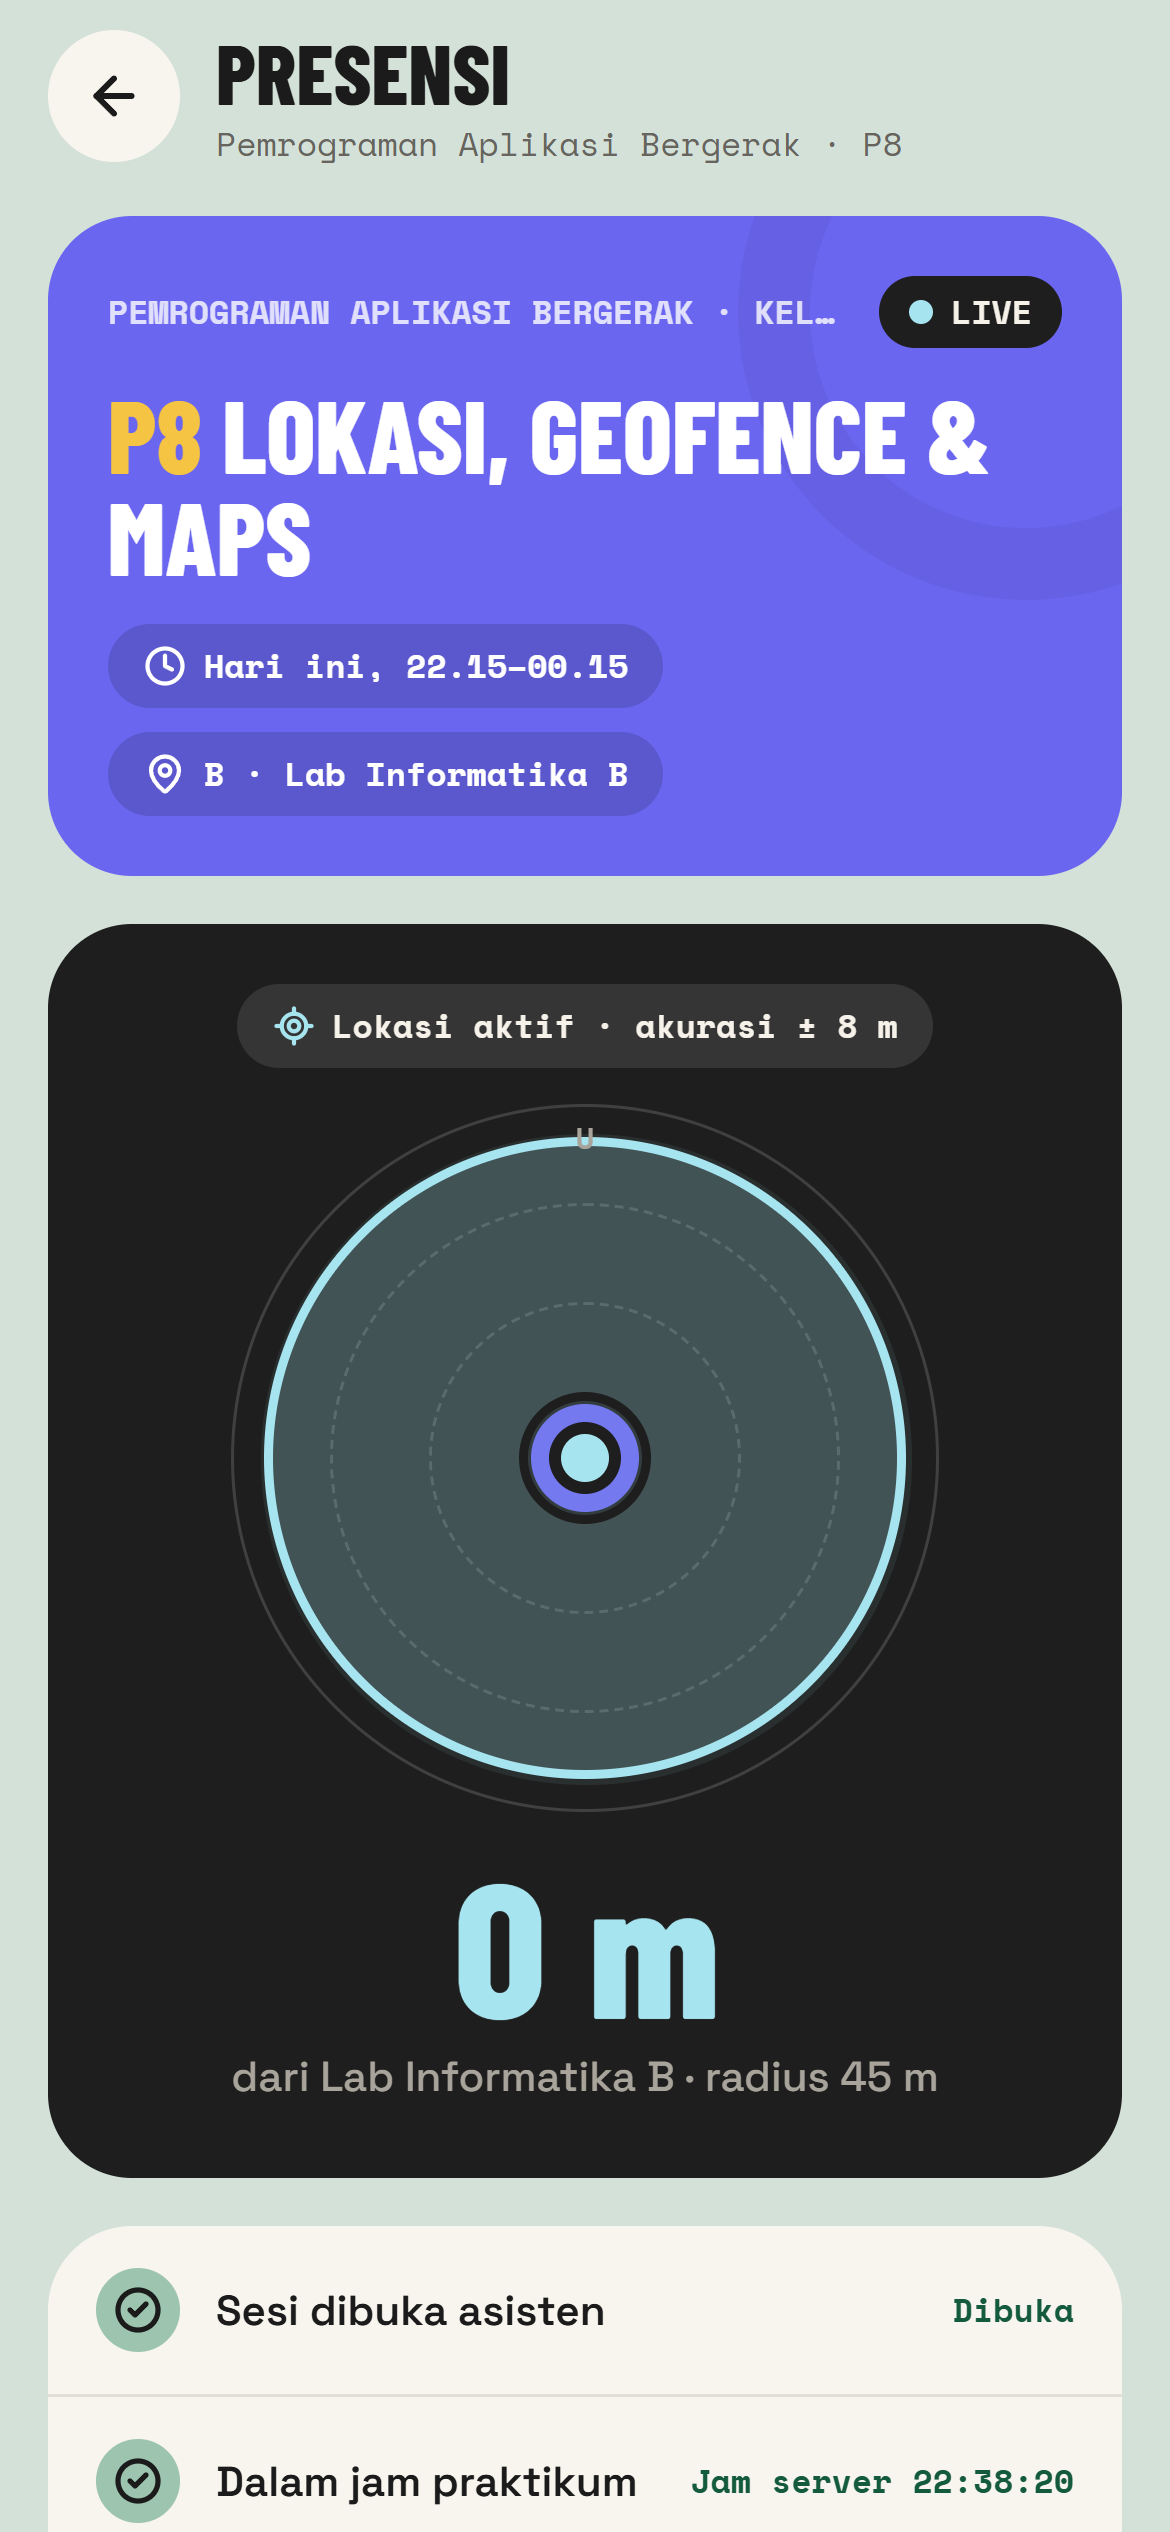 PRESENSI
Pemrograman Aplikasi Bergerak · P8
PEMROGRAMAN APLIKASI BERGERAK · KEL…
LIVE
P8 LOKASI, GEOFENCE &
MAPS
Hari ini, 22.15–00.15
B · Lab Informatika B
Lokasi aktif · akurasi ± 8 m
U
0 m
dari Lab Informatika B · radius 45 m
Sesi dibuka asisten
Dibuka
Dalam jam praktikum
Jam server 22:38:20